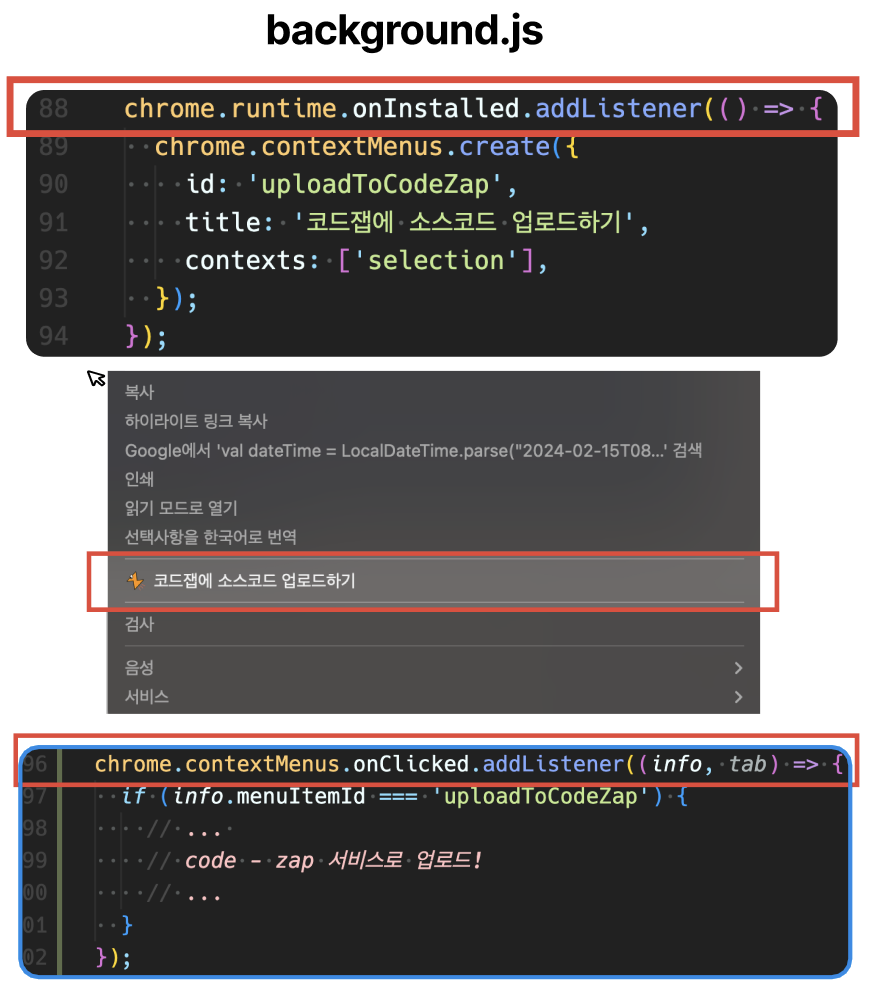 background.js
88 chrome.runtime.onInstalled.addListener(() => {
89 chrome.contextMenus.create({
90 id: 'uploadToCodeZap',
91 title: '코드잽에 소스코드 업로드하기',
92 contexts: ['selection'],
93 });
94 });
복사
하이라이트 링크 복사
Google에서 'val dateTime = LocalDateTime.parse("2024-02-15T08...' 검색
인쇄
읽기 모드로 열기
선택사항을 한국어로 번역
코드잽에 소스코드 업로드하기
검사
음성
서비스
96 chrome.contextMenus.onClicked.addListener((info, tab) => {
97 if (info.menuItemId === 'uploadToCodeZap') {
98 // ...
99 // code - zap 서비스로 업로드!
00 // ...
01 }
02 });